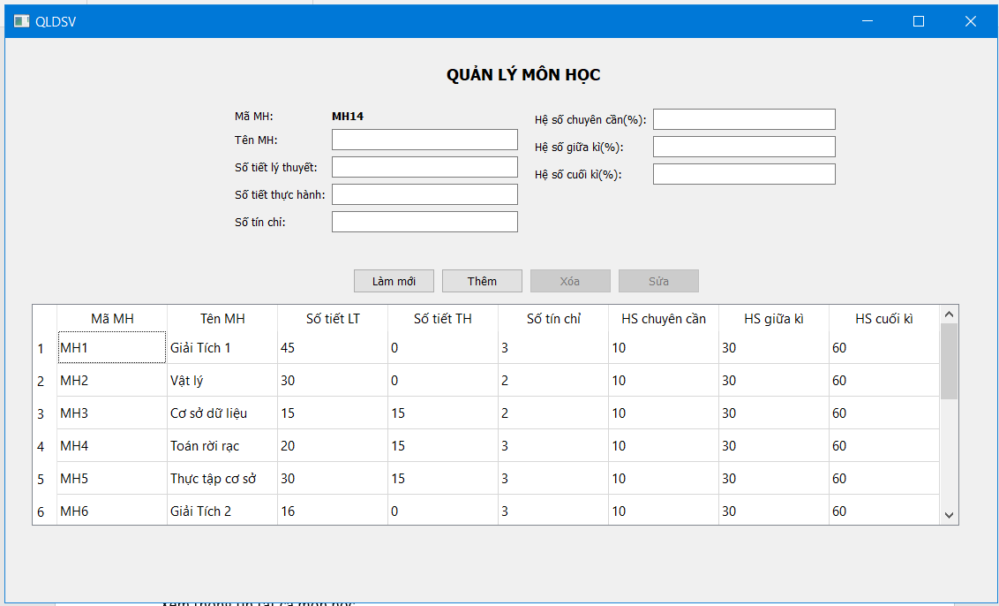 QLDSV
QUẢN LÝ MÔN HỌC
Mã MH: MH14
Tên MH:
Số tiết lý thuyết:
Số tiết thực hành:
Số tín chỉ:
Hệ số chuyên cần(%):
Hệ số giữa kì(%):
Hệ số cuối kì(%):
Làm mới Thêm Xóa Sửa
Mã MH Tên MH Số tiết LT Số tiết TH Số tín chỉ HS chuyên cần HS giữa kì HS cuối kì
1 MH1 Giải Tích 1 45 0 3 10 30 60
2 MH2 Vật lý 30 0 2 10 30 60
3 MH3 Cơ sở dữ liệu 15 15 2 10 30 60
4 MH4 Toán rời rạc 20 15 3 10 30 60
5 MH5 Thực tập cơ sở 30 15 3 10 30 60
6 MH6 Giải Tích 2 16 0 3 10 30 60